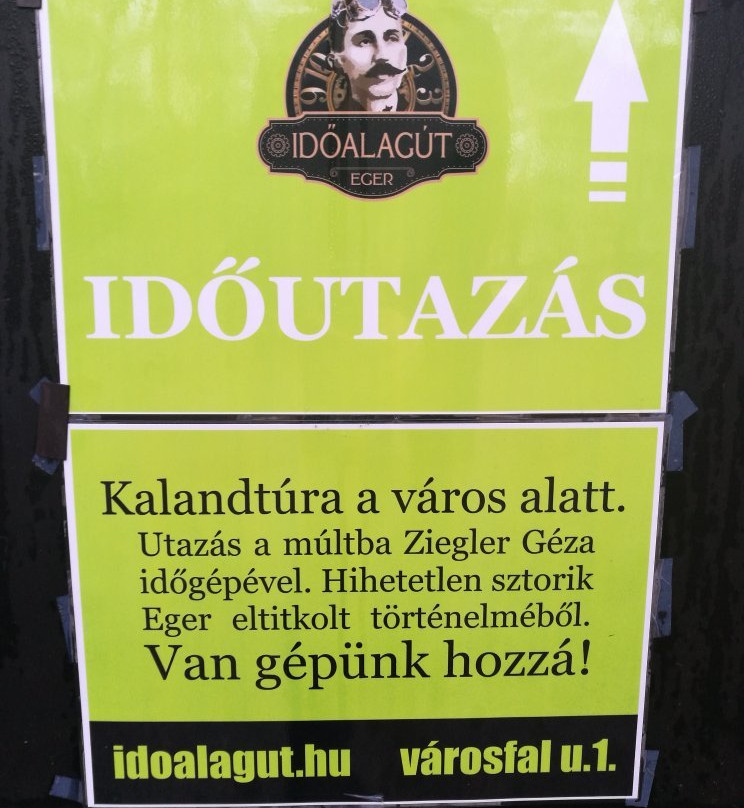 IDŐALAGÚT
EGER
IDŐUTAZÁS
Kalandtúra a város alatt.
Utazás a múltba Ziegler Géza
időgépével. Hihetetlen sztorik
Eger eltitkolt történelméből.
Van gépünk hozzá!
idoalagut.hu városfal u.1.